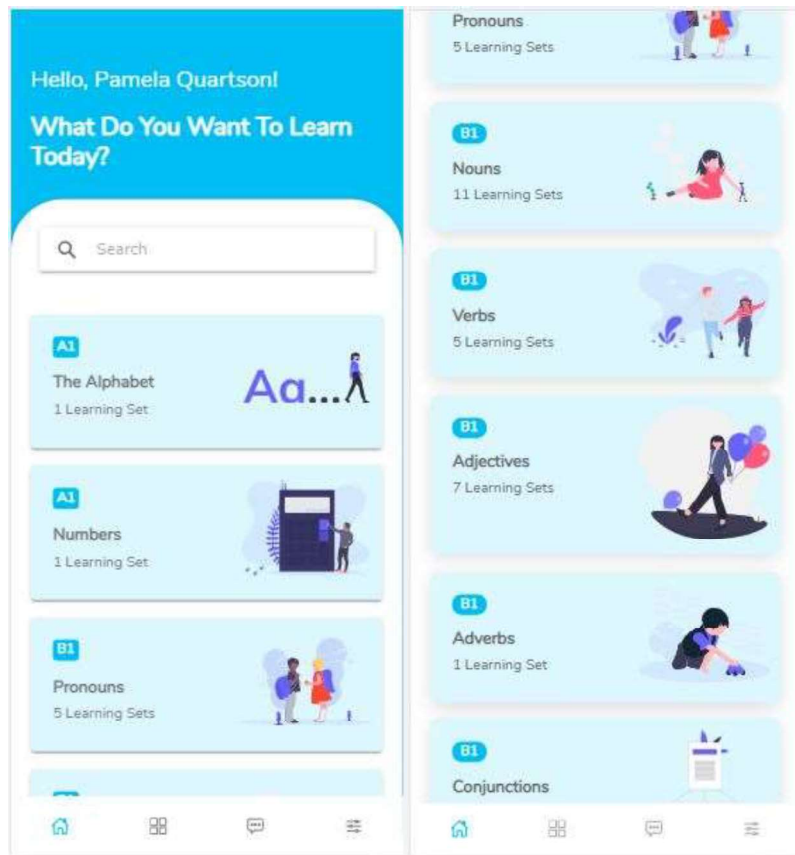 Hello, Pamela Quartson!
What Do You Want To Learn
Today?
Search
A1
The Alphabet
1 Learning Set
Aa...
A1
Numbers
1 Learning Set
B1
Pronouns
5 Learning Sets
Pronouns
5 Learning Sets
B1
Nouns
11 Learning Sets
B1
Verbs
5 Learning Sets
B1
Adjectives
7 Learning Sets
B1
Adverbs
1 Learning Set
B1
Conjunctions